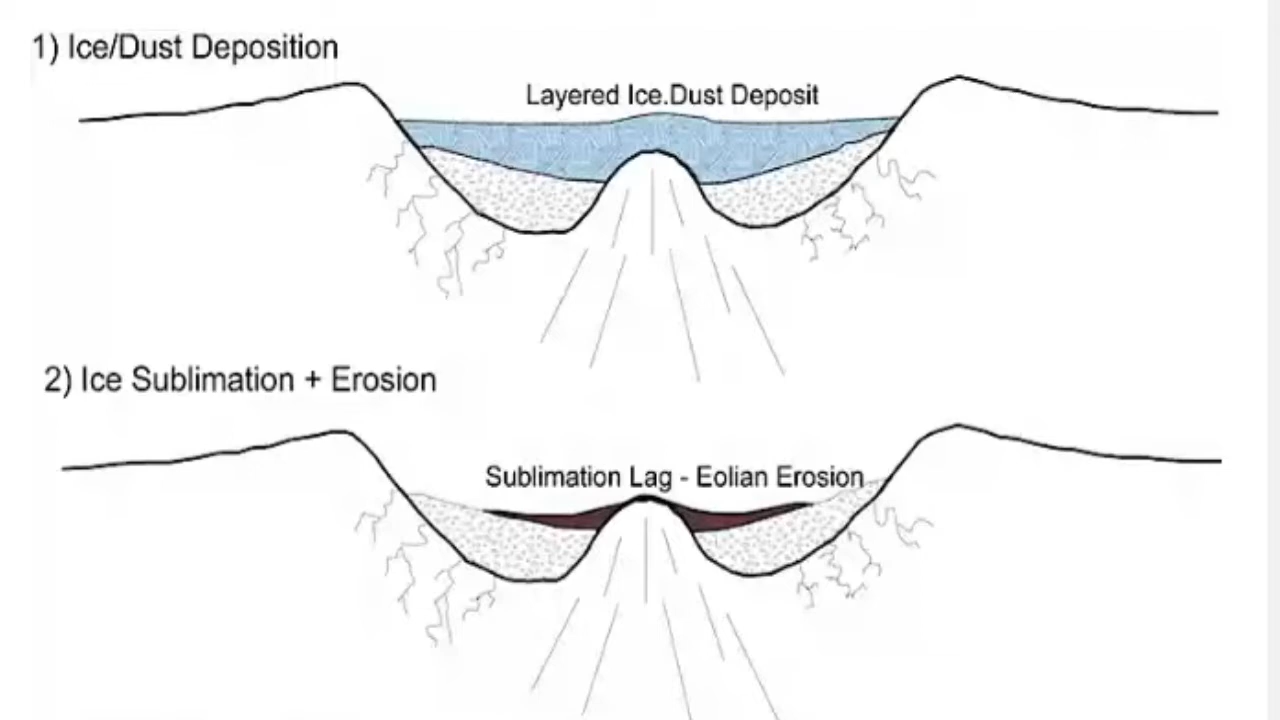 1) Ice/Dust Deposition
Layered Ice.Dust Deposit
2) Ice Sublimation + Erosion
Sublimation Lag - Eolian Erosion